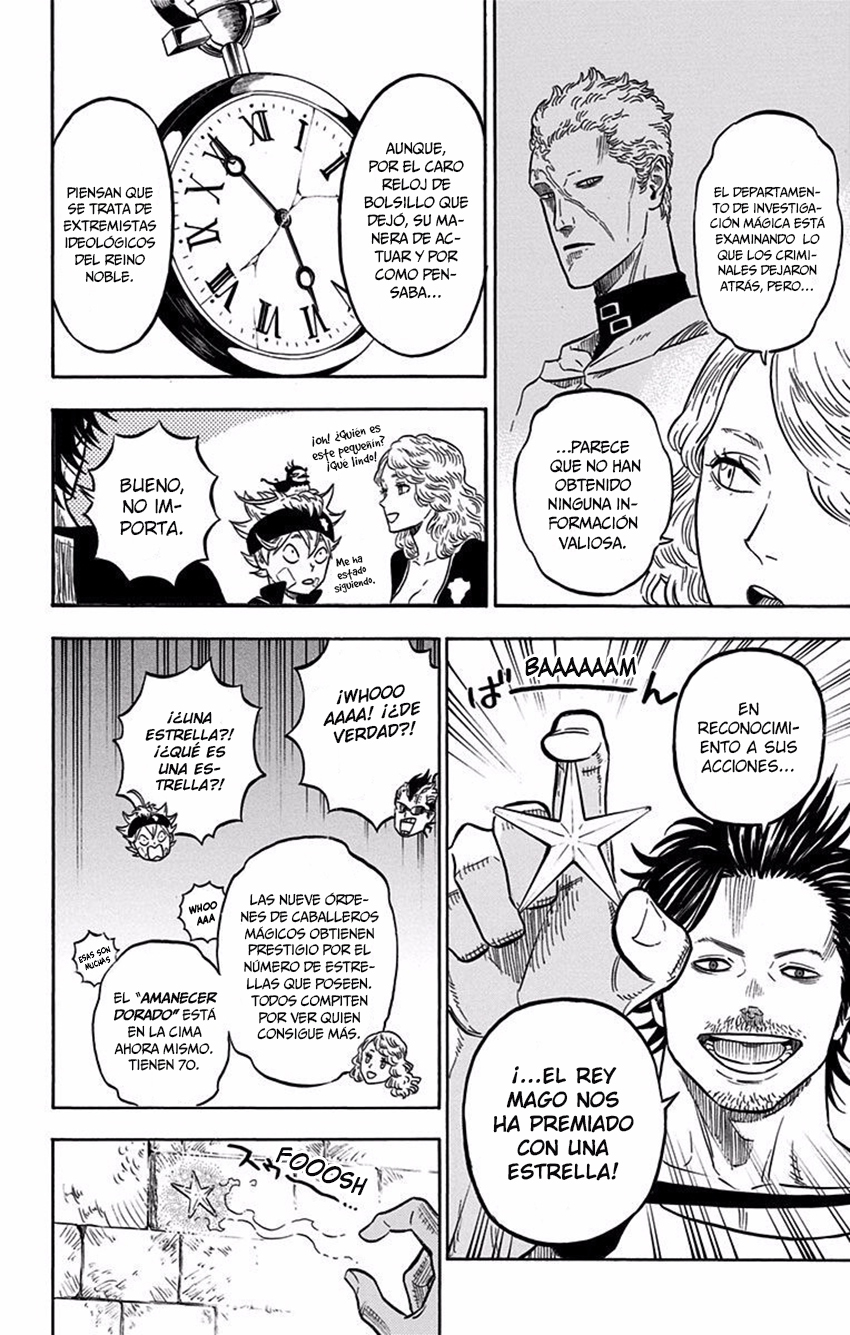 EL DEPARTAMEN-
TO DE INVESTIGA-
CIÓN MÁGICA ESTÁ
EXAMINANDO LO
QUE LOS CRIMI-
NALES DEJARON
ATRÁS, PERO...
...PARECE
QUE NO HAN
OBTENIDO
NINGUNA IN-
FORMACIÓN
VALIOSA.
AUNQUE,
POR EL CARO
RELOJ DE
BOLSILLO QUE
DEJÓ, SU MA-
NERA DE AC-
TUAR Y POR
COMO PEN-
SABA...
PIENSAN QUE
SE TRATA DE
EXTREMISTAS
IDEOLÓGICOS
DEL REINO
NOBLE.
¡oh! ¿Quién es
este pequeñin?
¡Qué lindo!
Me ha
estado
siguiendo.
BUENO,
NO IM-
PORTA.
BAAAAAAM
ばーん
EN
RECONOCIMI-
ENTO A SUS
ACCIONES...
¡...EL REY
MAGO NOS
HA PREMIADO
CON UNA
ESTRELLA!
¡WHOOO
AAAA! ¡¿DE
VERDAD?!
¡¿UNA
ESTRELLA?!
¡¿QUÉ ES
UNA ES-
TRELLA?!
LAS NUEVE ÓRDE-
NES DE CABALLEROS
MÁGICOS OBTIENEN
PRESTIGIO POR EL
NÚMERO DE ESTRE-
LLAS QUE POSEEN.
TODOS COMPITEN
POR VER QUIEN
CONSIGUE MÁS.
WHOO
AAA
ESAS SON
MUCHAS
EL "AMANECER
DORADO" ESTÁ
EN LA CIMA
AHORA MISMO.
TIENEN 70.
FOOOSH